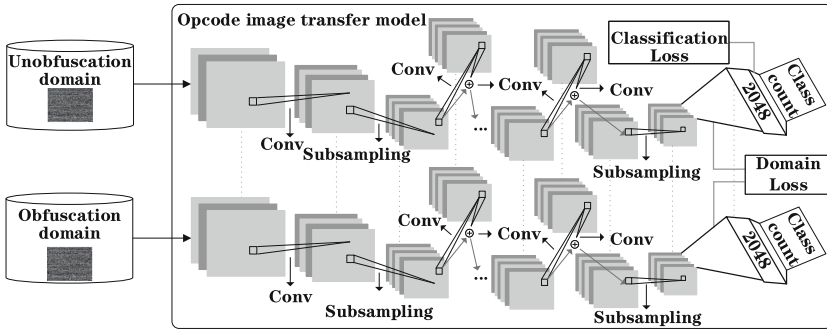 Opcode image transfer model
Unobfuscation
domain
Conv
Subsampling
Conv
Conv
...
Conv
Subsampling
Classification
Loss
2048
Class
count
Domain
Loss
Obfuscation
domain
Conv
Subsampling
Conv
Conv
...
Conv
Subsampling
2048
Class
count